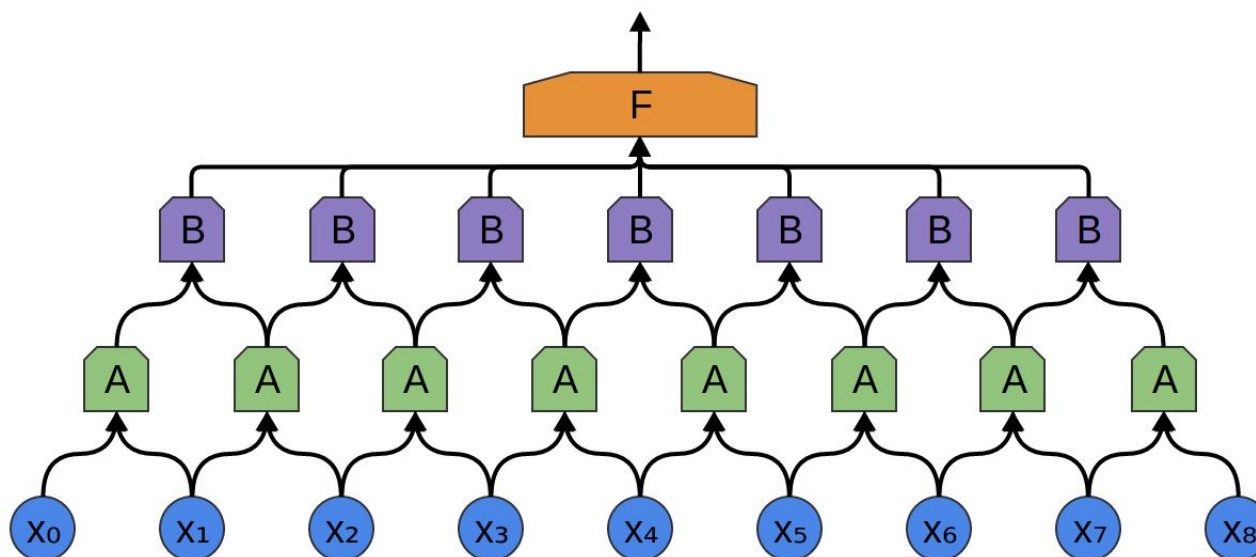 F
B B B B B B B
A A A A A A A A
x₀ x₁ x₂ x₃ x₄ x₅ x₆ x₇ x₈